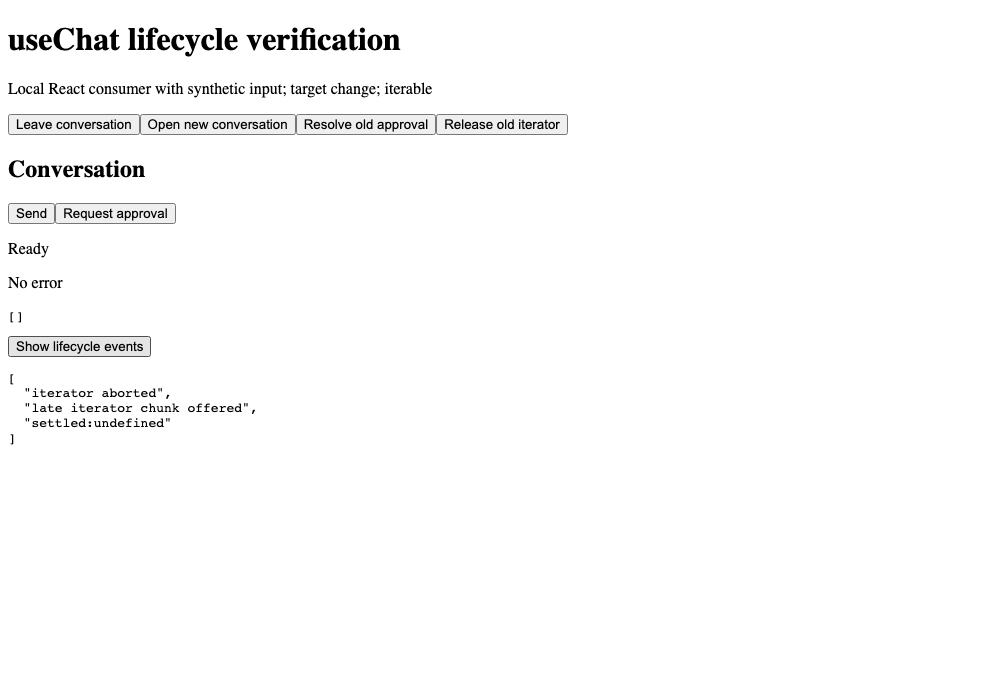 useChat lifecycle verification
Local React consumer with synthetic input; target change; iterable
Leave conversation Open new conversation Resolve old approval Release old iterator
Conversation
Send Request approval
Ready
No error
[]
Show lifecycle events
[
  "iterator aborted",
  "late iterator chunk offered",
  "settled:undefined"
]